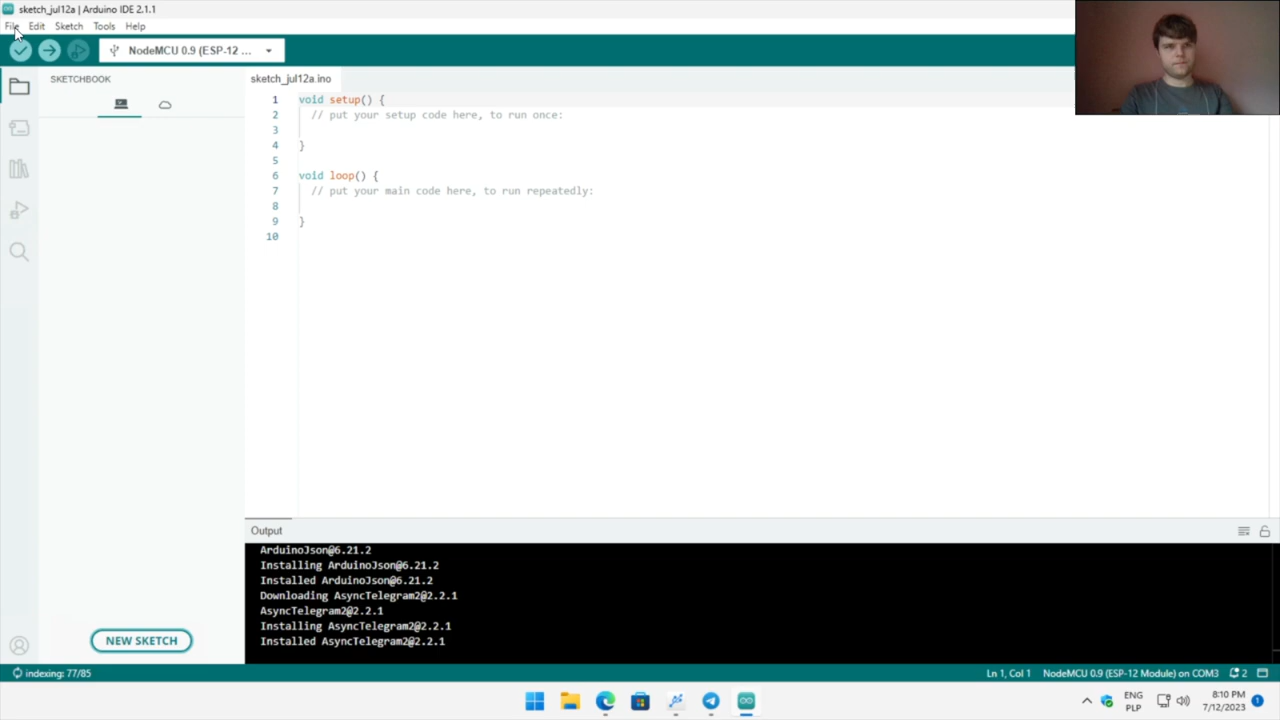 sketch_jul12a | Arduino IDE 2.1.1
File Edit Sketch Tools Help
NodeMCU 0.9 (ESP-12 ...
SKETCHBOOK
sketch_jul12a.ino
1 void setup() {
2 // put your setup code here, to run once:
3
4 }
5
6 void loop() {
7 // put your main code here, to run repeatedly:
8
9 }
10
Output
ArduinoJson@6.21.2
Installing ArduinoJson@6.21.2
Installed ArduinoJson@6.21.2
Downloading AsyncTelegram2@2.2.1
AsyncTelegram2@2.2.1
Installing AsyncTelegram2@2.2.1
Installed AsyncTelegram2@2.2.1
NEW SKETCH
indexing: 77/85
Ln 1, Col 1 NodeMCU 0.9 (ESP-12 Module) on COM3 2
ENG
PLP
8:10 PM
7/12/2023
1